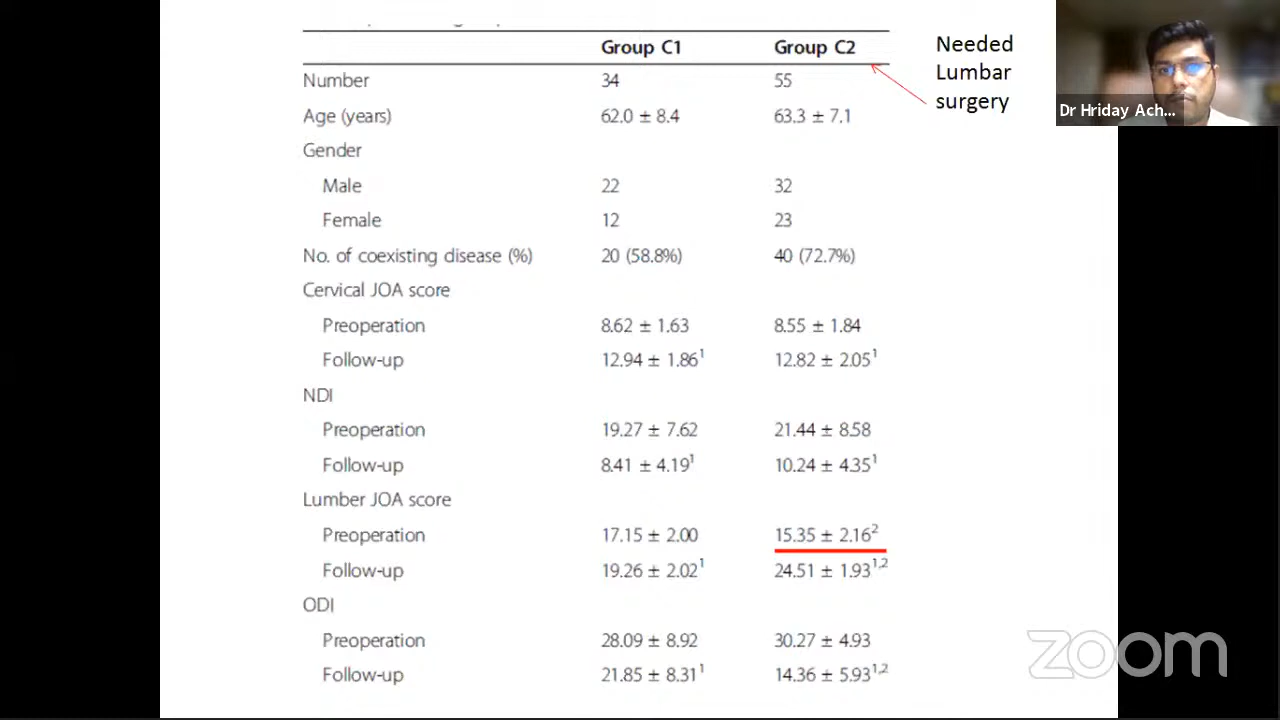 Group C1 Group C2
Number 34 55
Age (years) 62.0 ± 8.4 63.3 ± 7.1
Gender
Male 22 32
Female 12 23
No. of coexisting disease (%) 20 (58.8%) 40 (72.7%)
Cervical JOA score
Preoperation 8.62 ± 1.63 8.55 ± 1.84
Follow-up 12.94 ± 1.86¹ 12.82 ± 2.05¹
NDI
Preoperation 19.27 ± 7.62 21.44 ± 8.58
Follow-up 8.41 ± 4.19¹ 10.24 ± 4.35¹
Lumber JOA score
Preoperation 17.15 ± 2.00 15.35 ± 2.16²
Follow-up 19.26 ± 2.02¹ 24.51 ± 1.93¹,²
ODI
Preoperation 28.09 ± 8.92 30.27 ± 4.93
Follow-up 21.85 ± 8.31¹ 14.36 ± 5.93¹,²
Needed
Lumbar
surgery
Dr Hriday Ach...
zoom